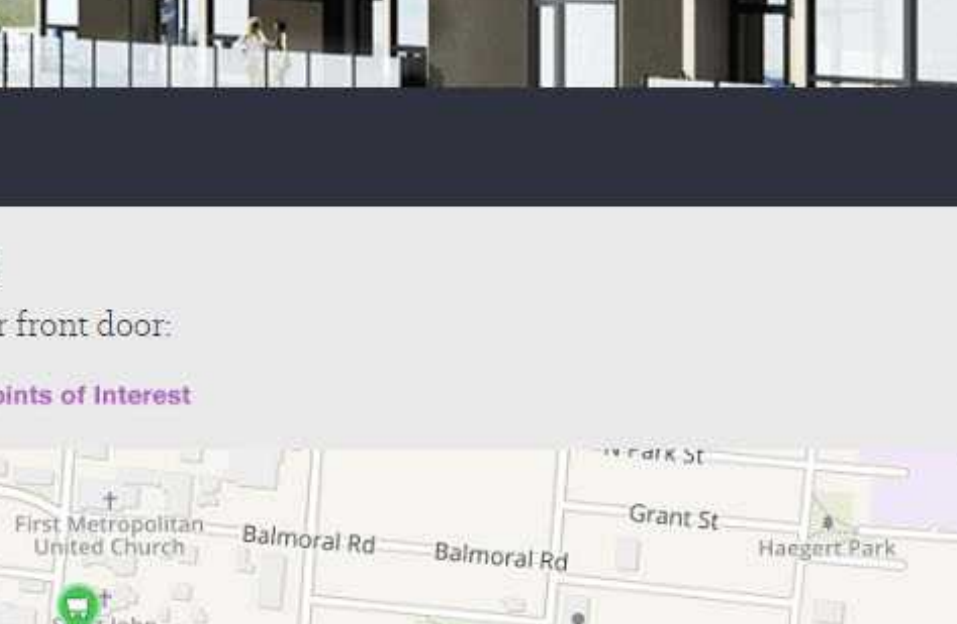 r front door:
oints of Interest
N Park St
Grant St
First Metropolitan
United Church
Balmoral Rd
Balmoral Rd
Haegert Park